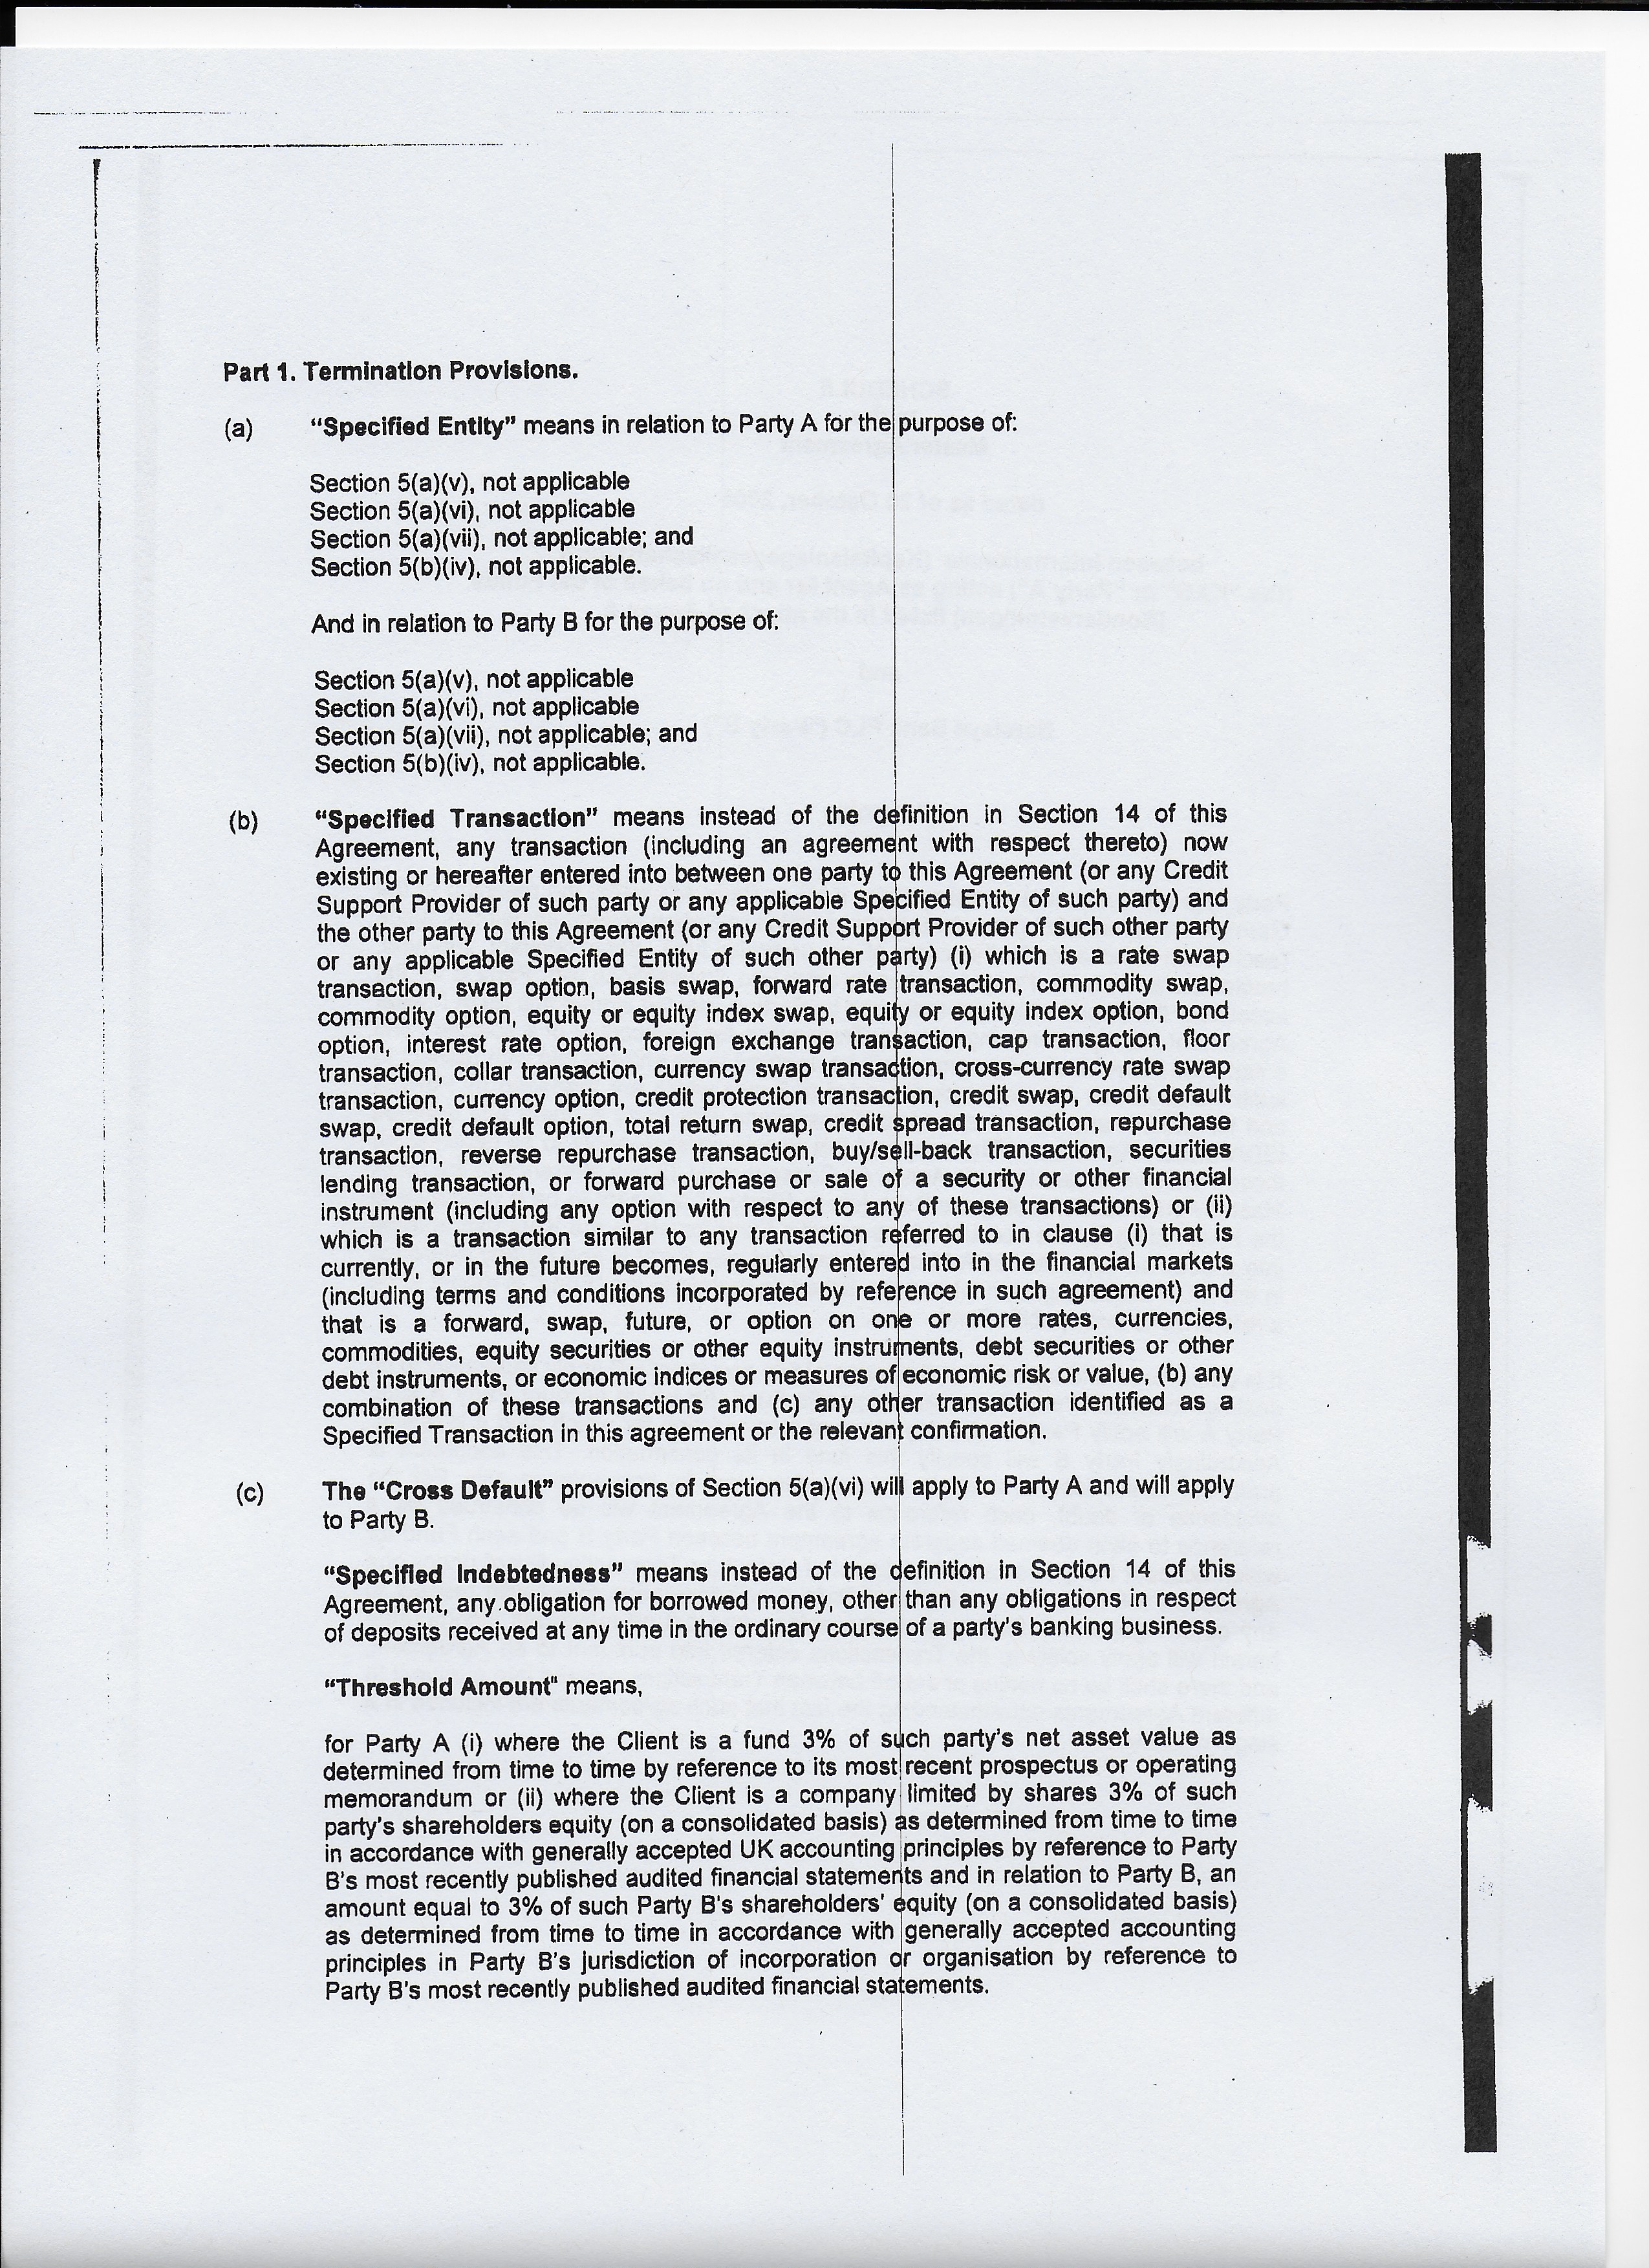 Part 1. Termination Provisions.
(a) “Specified Entity” means in relation to Party A for the purpose of:
Section 5(a)(v), not applicable
Section 5(a)(vi), not applicable
Section 5(a)(vii), not applicable; and
Section 5(b)(iv), not applicable.
And in relation to Party B for the purpose of:
Section 5(a)(v), not applicable
Section 5(a)(vi), not applicable
Section 5(a)(vii), not applicable; and
Section 5(b)(iv), not applicable.
(b) “Specified Transaction” means instead of the definition in Section 14 of this
Agreement, any transaction (including an agreement with respect thereto) now
existing or hereafter entered into between one party to this Agreement (or any Credit
Support Provider of such party or any applicable Specified Entity of such party) and
the other party to this Agreement (or any Credit Support Provider of such other party
or any applicable Specified Entity of such other party) (i) which is a rate swap
transaction, swap option, basis swap, forward rate transaction, commodity swap,
commodity option, equity or equity index swap, equity or equity index option, bond
option, interest rate option, foreign exchange transaction, cap transaction, floor
transaction, collar transaction, currency swap transaction, cross-currency rate swap
transaction, currency option, credit protection transaction, credit swap, credit default
swap, credit default option, total return swap, credit spread transaction, repurchase
transaction, reverse repurchase transaction, buy/sell-back transaction, securities
lending transaction, or forward purchase or sale of a security or other financial
instrument (including any option with respect to any of these transactions) or (ii)
which is a transaction similar to any transaction referred to in clause (i) that is
currently, or in the future becomes, regularly entered into in the financial markets
(including terms and conditions incorporated by reference in such agreement) and
that is a forward, swap, future, or option on one or more rates, currencies,
commodities, equity securities or other equity instruments, debt securities or other
debt instruments, or economic indices or measures of economic risk or value, (b) any
combination of these transactions and (c) any other transaction identified as a
Specified Transaction in this agreement or the relevant confirmation.
(c) The “Cross Default” provisions of Section 5(a)(vi) will apply to Party A and will apply
to Party B.
“Specified Indebtedness” means instead of the definition in Section 14 of this
Agreement, any obligation for borrowed money, other than any obligations in respect
of deposits received at any time in the ordinary course of a party's banking business.
“Threshold Amount" means,
for Party A (i) where the Client is a fund 3% of such party's net asset value as
determined from time to time by reference to its most recent prospectus or operating
memorandum or (ii) where the Client is a company limited by shares 3% of such
party's shareholders equity (on a consolidated basis) as determined from time to time
in accordance with generally accepted UK accounting principles by reference to Party
B's most recently published audited financial statements and in relation to Party B, an
amount equal to 3% of such Party B's shareholders' equity (on a consolidated basis)
as determined from time to time in accordance with generally accepted accounting
principles in Party B's jurisdiction of incorporation or organisation by reference to
Party B's most recently published audited financial statements.